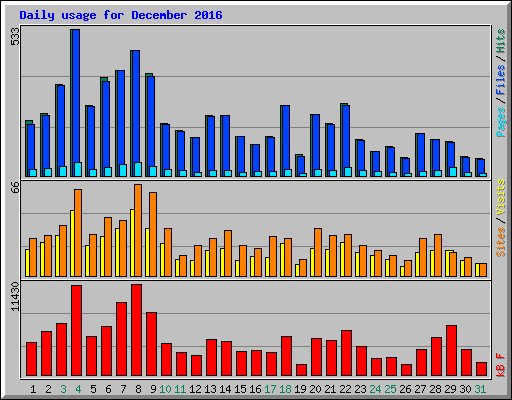 Daily usage for December 2016
533
Pages / Files / Hits
66
Sites / Visits
11430
kB F
1 2 3 4 5 6 7 8 9 10 11 12 13 14 15 16 17 18 19 20 21 22 23 24 25 26 27 28 29 30 31